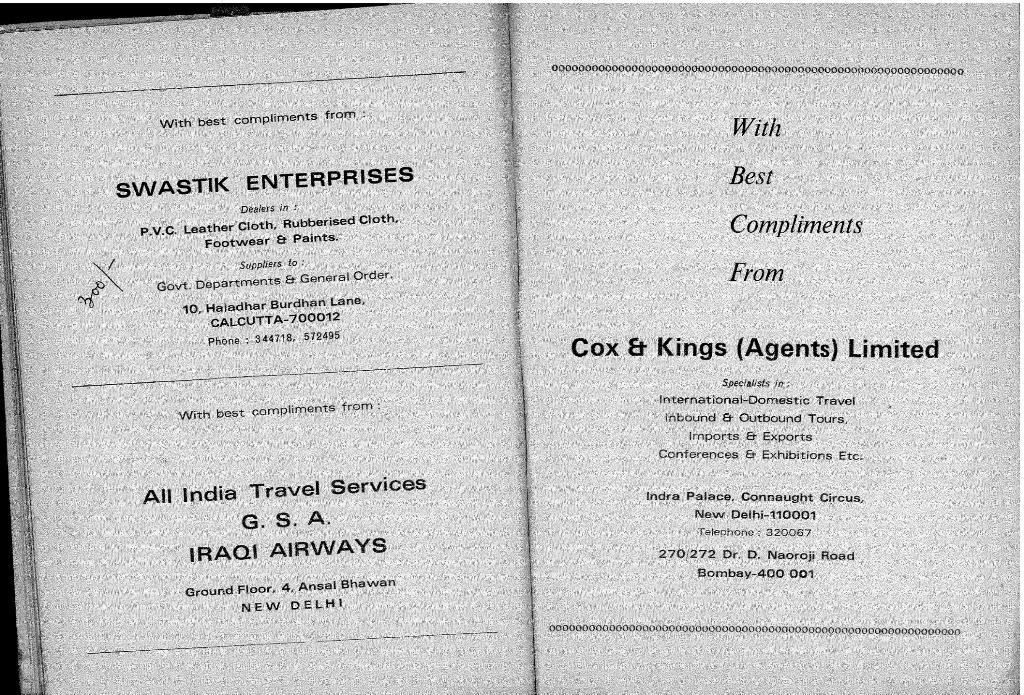 With best compliments from :
SWASTIK ENTERPRISES
Dealers in :
P.V.C. Leather Cloth, Rubberised Cloth,
Footwear & Paints.
Suppliers to :
Govt. Departments & General Order.
300/-
10, Haladhar Burdhan Lane,
CALCUTTA-700012
Phone : 344718, 572495
With best compliments from :
All India Travel Services
G. S. A.
IRAQI AIRWAYS
Ground Floor, 4, Ansal Bhawan
NEW DELHI
With
Best
Compliments
From
Cox & Kings (Agents) Limited
Specialists in :
International-Domestic Travel
Inbound & Outbound Tours,
Imports & Exports
Conferences & Exhibitions Etc.
Indra Palace, Connaught Circus,
New Delhi-110001
Telephone : 320067
270/272 Dr. D. Naoroji Road
Bombay-400 001